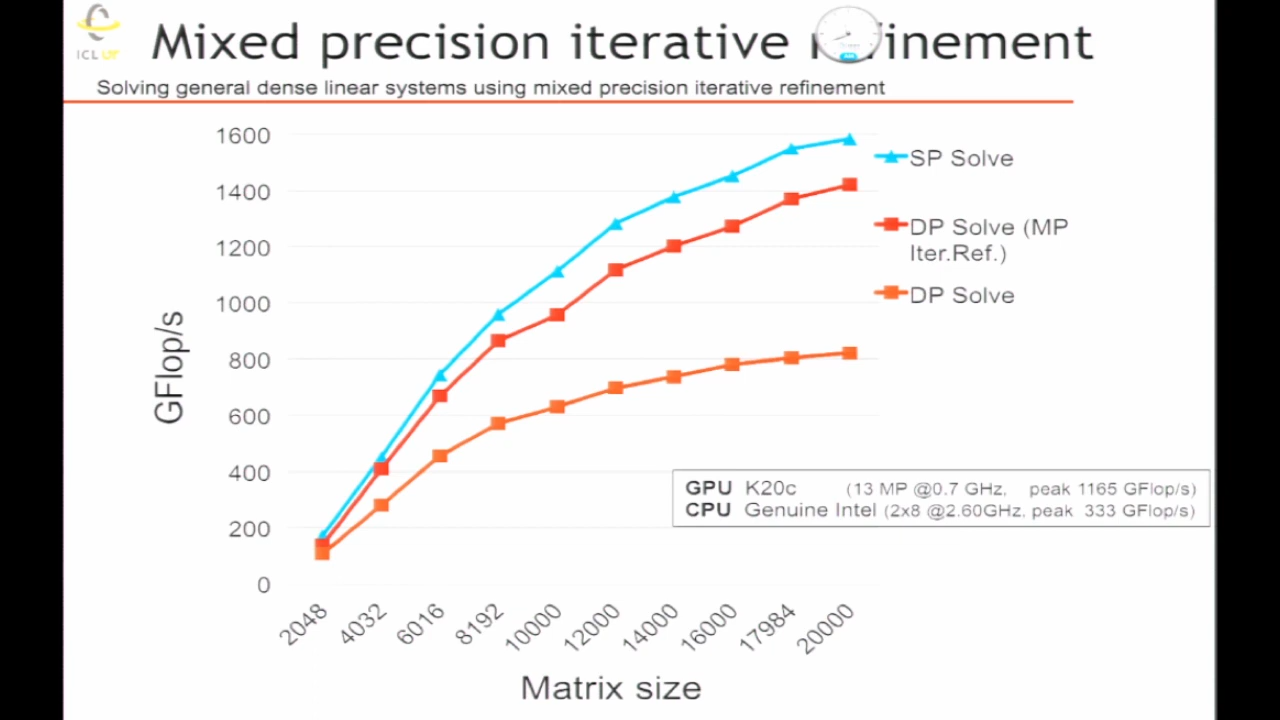 ICL UT
Mixed precision iterative refinement
Solving general dense linear systems using mixed precision iterative refinement
1600
1400
1200
1000
800
600
400
200
0
GFlop/s
SP Solve
DP Solve (MP
Iter.Ref.)
DP Solve
GPU K20c (13 MP @0.7 GHz, peak 1165 GFlop/s)
CPU Genuine Intel (2x8 @2.60GHz, peak 333 GFlop/s)
2048
4032
6016
8192
10000
12000
14000
16000
17984
20000
Matrix size